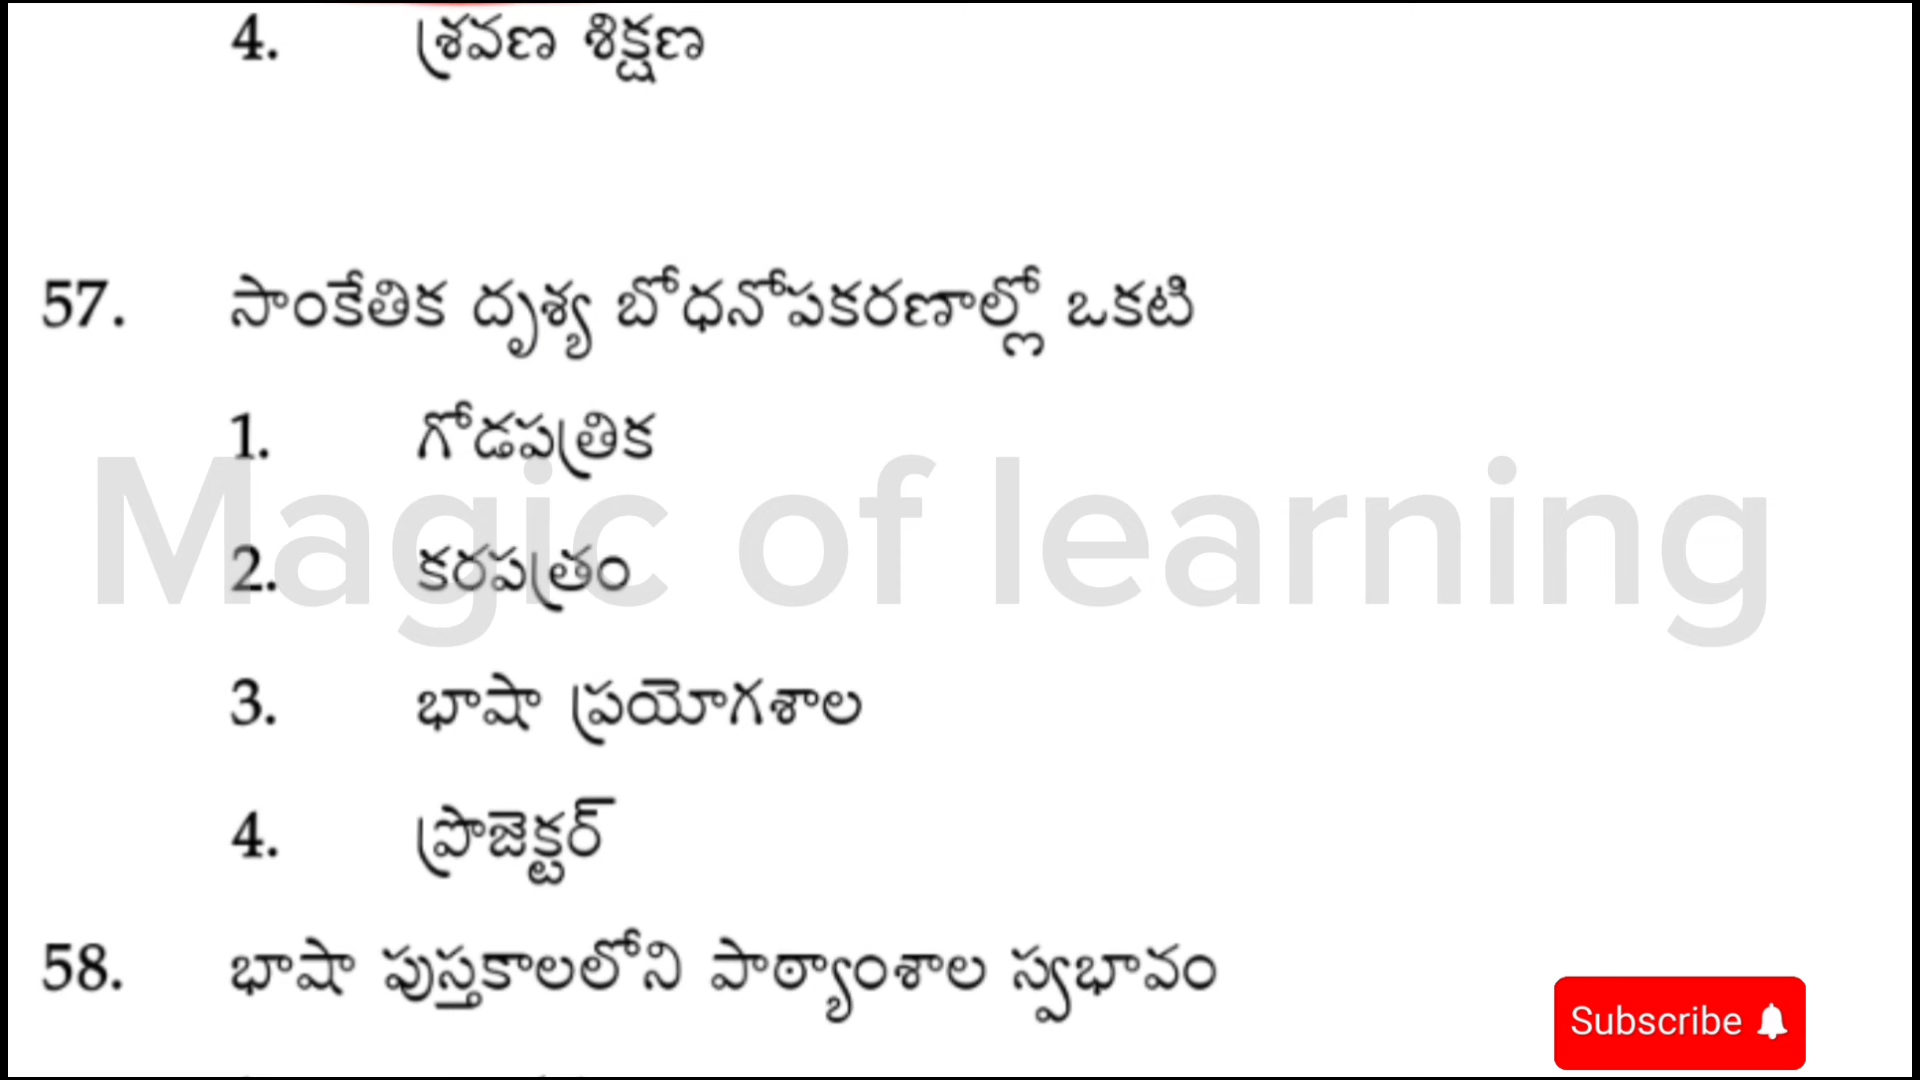 4. శ్రవణ శిక్షణ
57. సాంకేతిక దృశ్య బోధనోపకరణాల్లో ఒకటి
1. గోడపత్రిక
2. కరపత్రం
Magic of learning
3. భాషా ప్రయోగశాల
4. ప్రొజెక్టర్
58. భాషా పుస్తకాలలోని పాఠ్యాంశాల స్వభావం
Subscribe